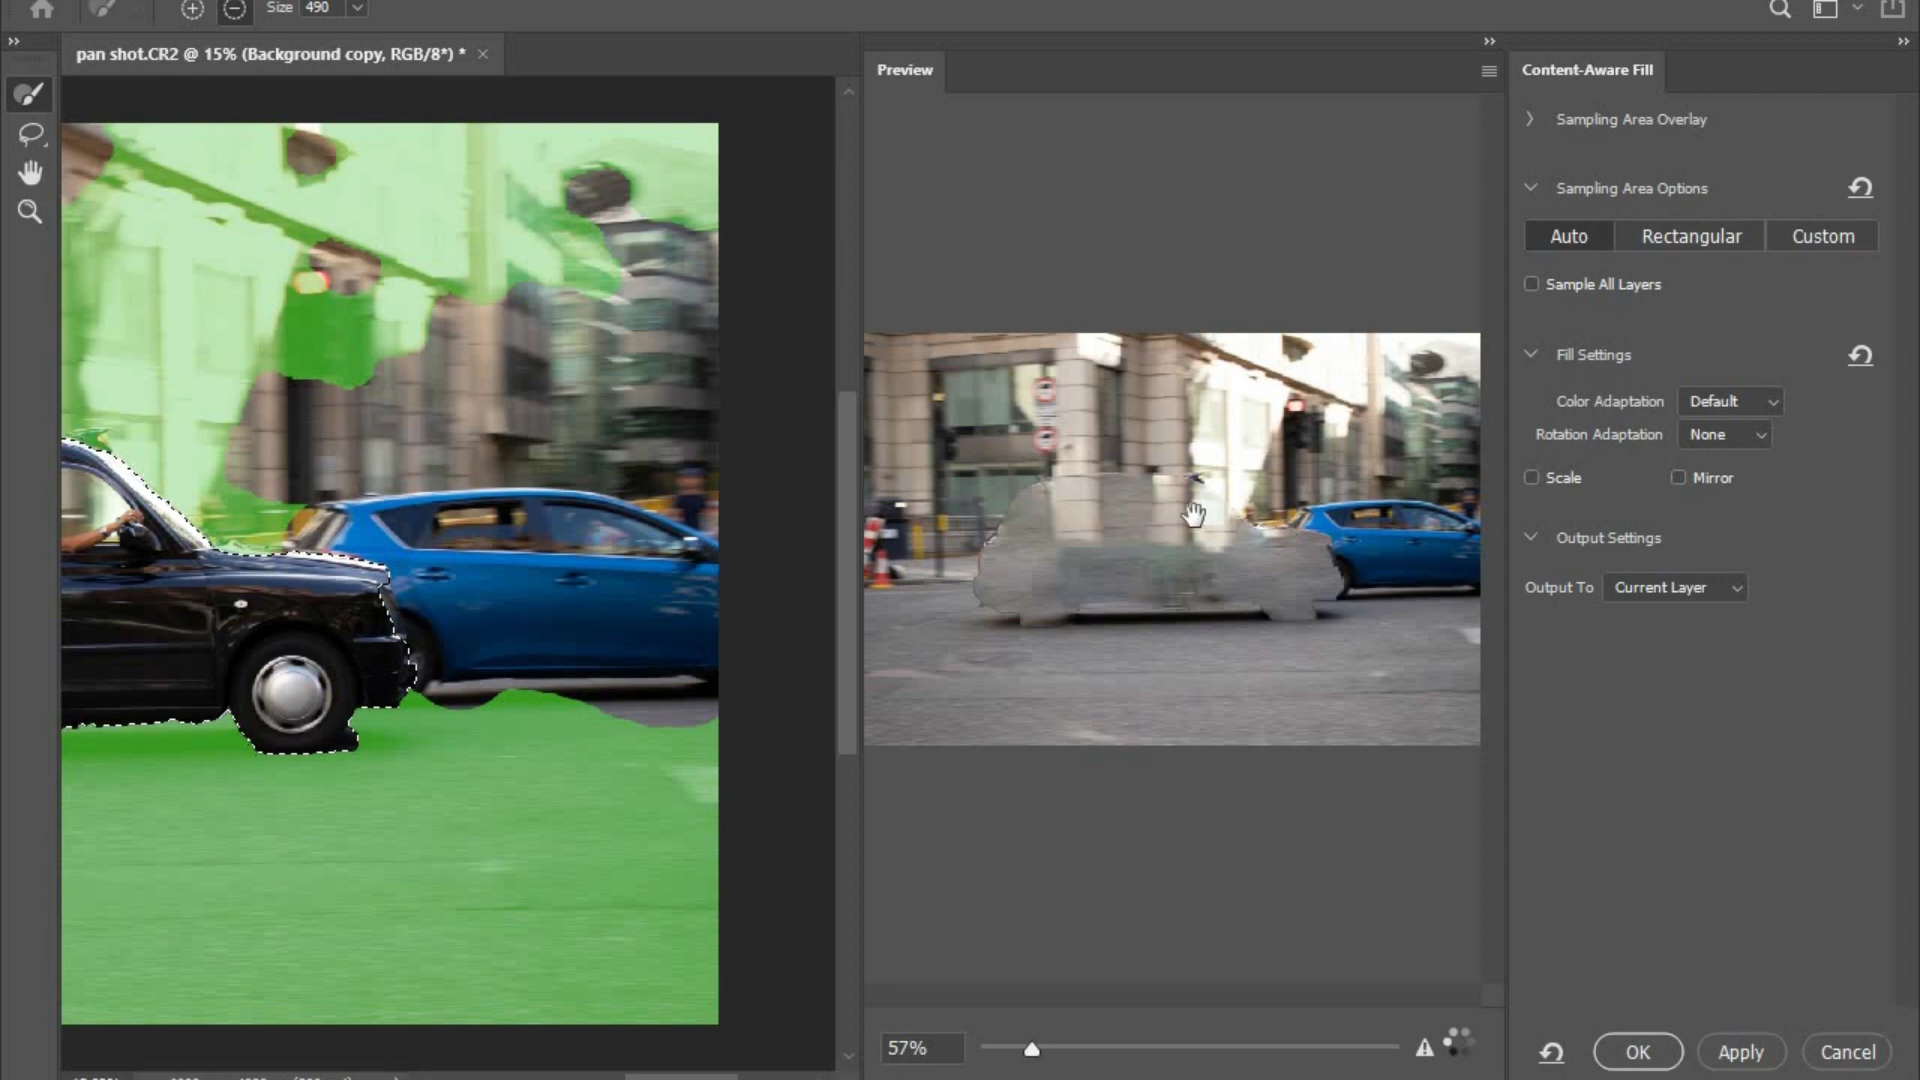 Size 490
pan shot.CR2 @ 15% (Background copy, RGB/8*) *
Preview
Content-Aware Fill
Sampling Area Overlay
Sampling Area Options
Auto Rectangular Custom
Sample All Layers
Fill Settings
Color Adaptation Default
Rotation Adaptation None
Scale Mirror
Output Settings
Output To Current Layer
57%
OK Apply Cancel